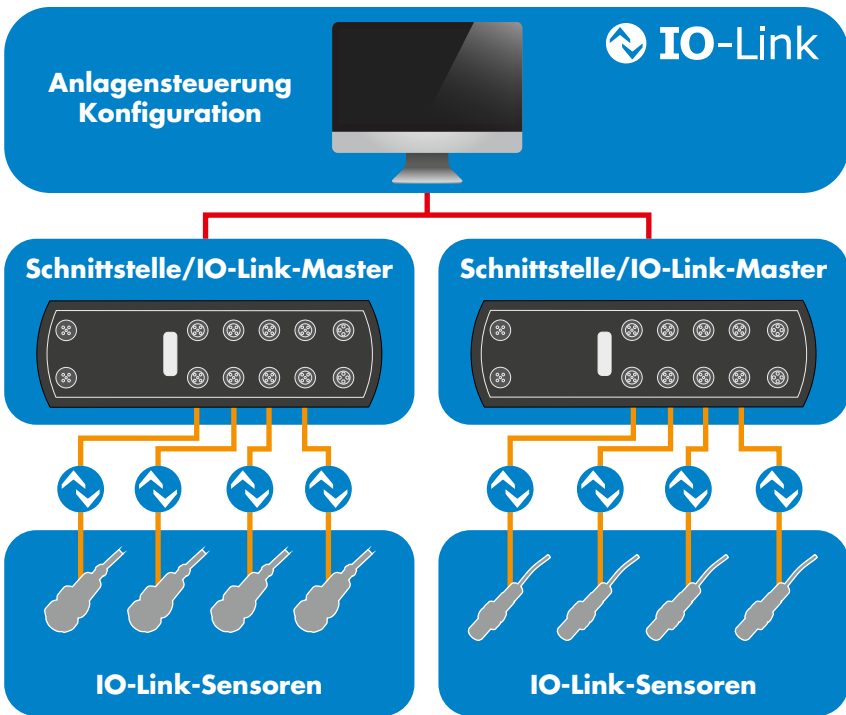 IO-Link
Anlagensteuerung
Konfiguration
Schnittstelle/IO-Link-Master
Schnittstelle/IO-Link-Master
IO-Link-Sensoren
IO-Link-Sensoren